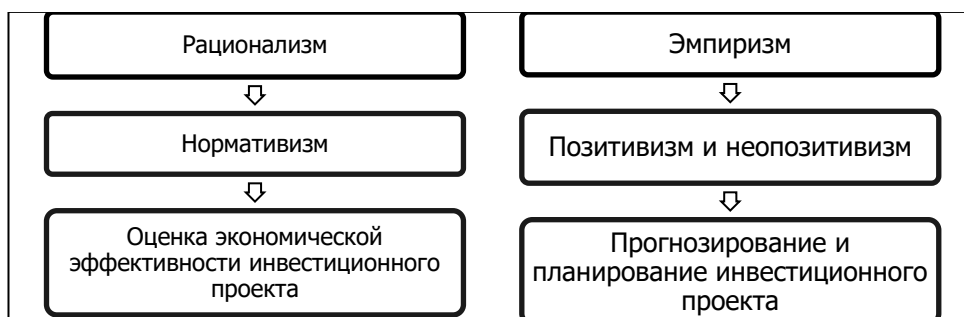 Рационализм
Нормативизм
Оценка экономической
эффективности инвестиционного
проекта
Эмпиризм
Позитивизм и неопозитивизм
Прогнозирование и
планирование инвестиционного
проекта